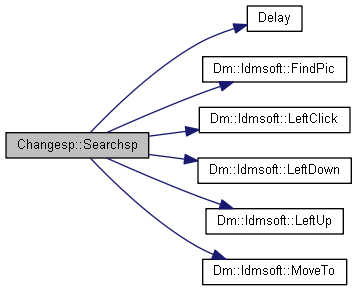 Delay
Dm::Idmsoft::FindPic
Dm::Idmsoft::LeftClick
Changesp::Searchsp
Dm::Idmsoft::LeftDown
Dm::Idmsoft::LeftUp
Dm::Idmsoft::MoveTo